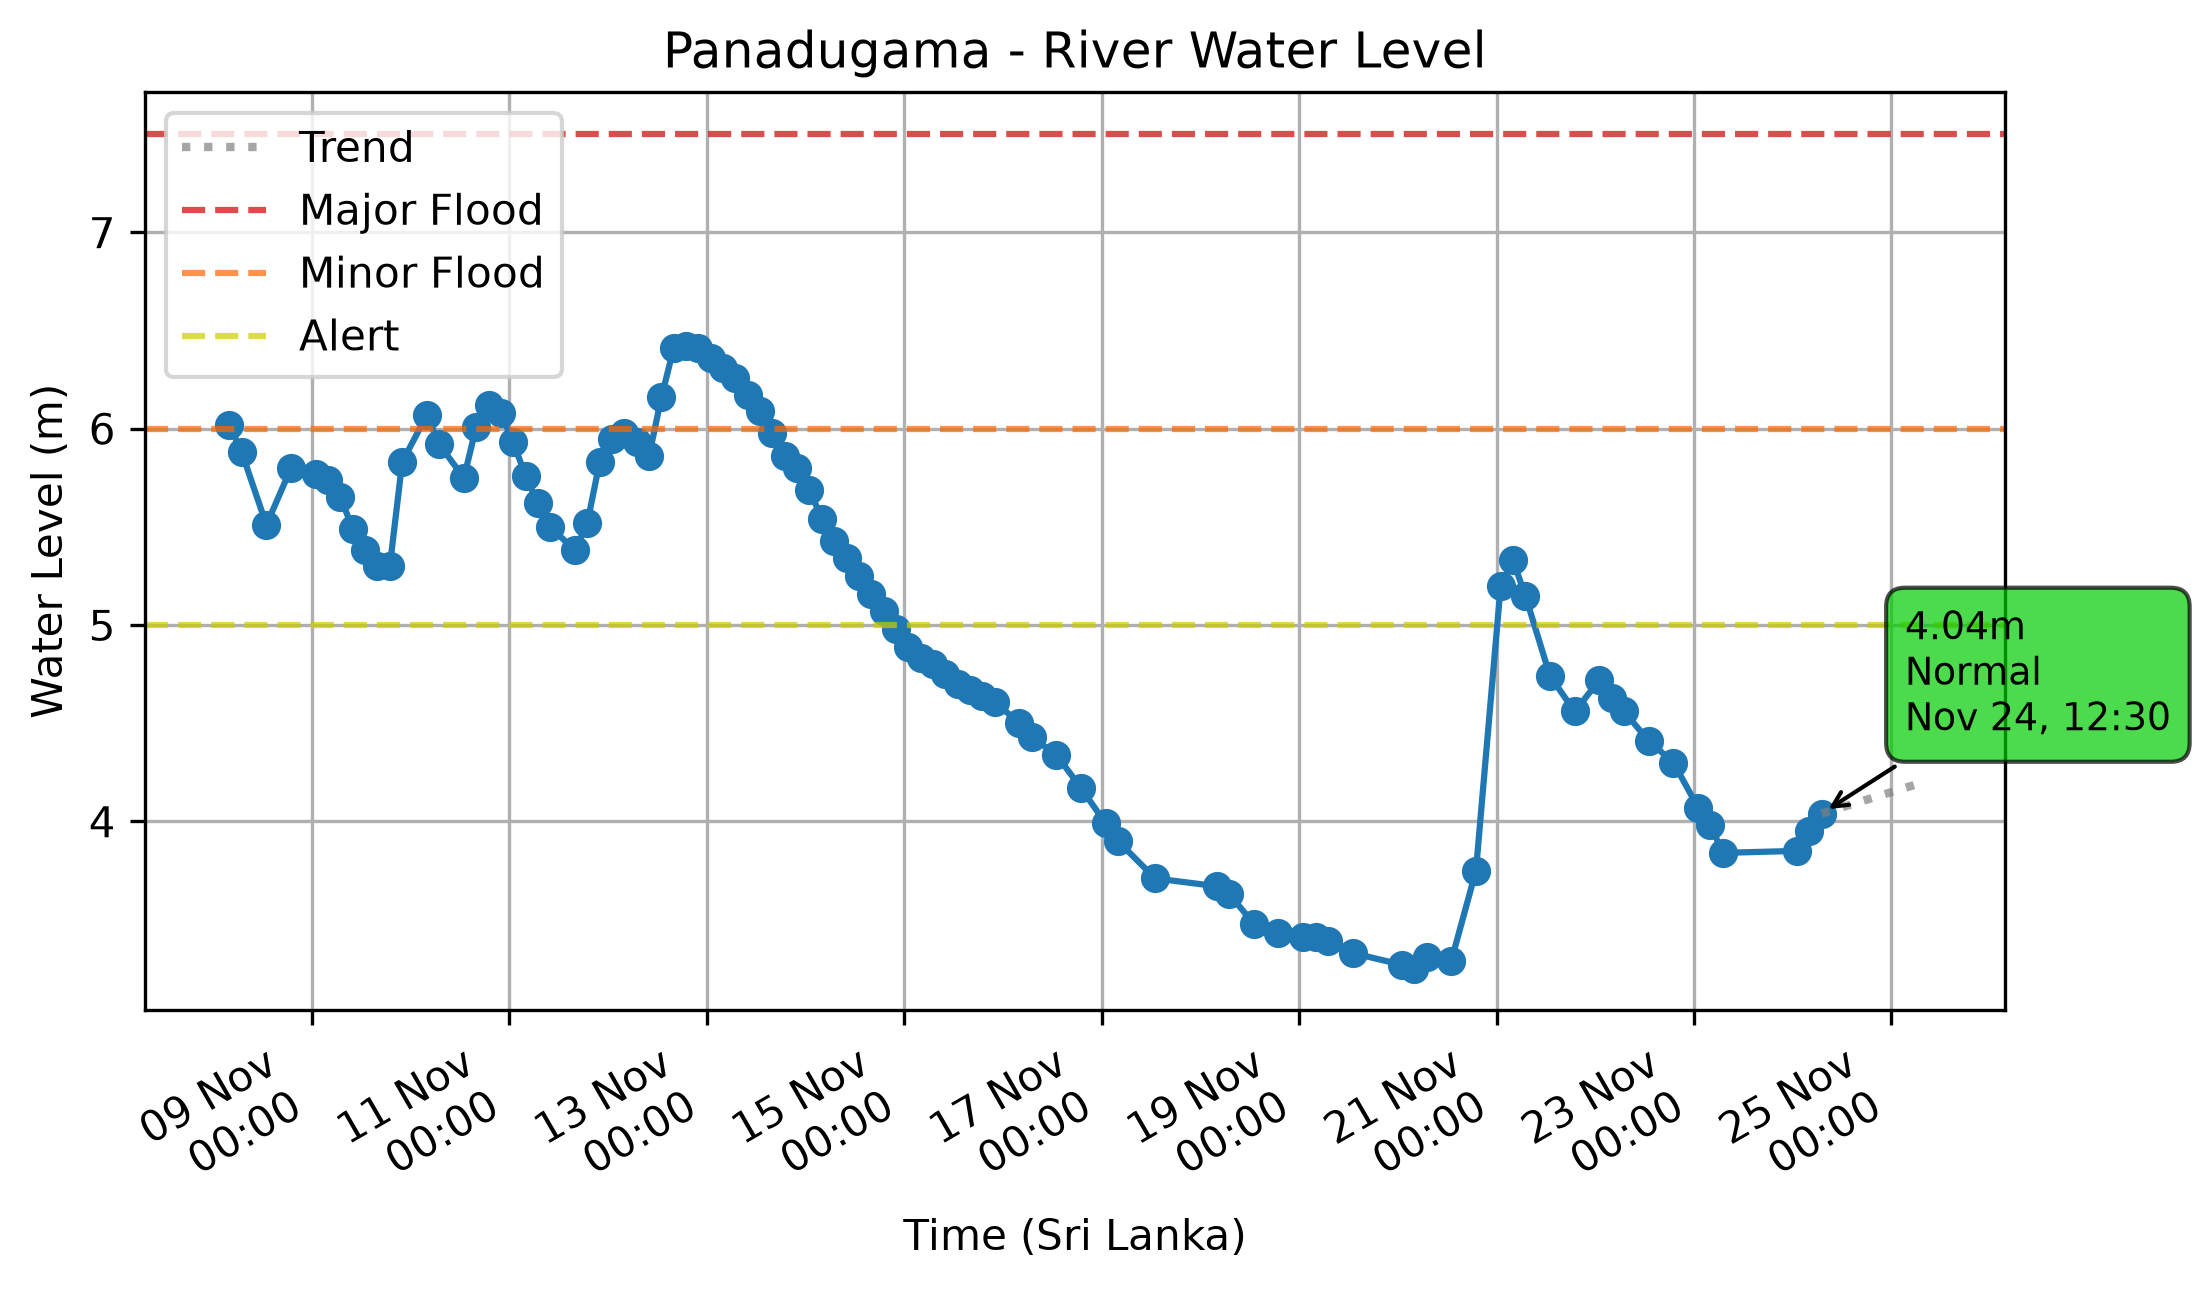 Panadugama - River Water Level
Trend
Major Flood
Minor Flood
Alert
Water Level (m)
7
6
5
4
4.04m
Normal
Nov 24, 12:30
09 Nov
00:00
11 Nov
00:00
13 Nov
00:00
15 Nov
00:00
17 Nov
00:00
19 Nov
00:00
21 Nov
00:00
23 Nov
00:00
25 Nov
00:00
Time (Sri Lanka)